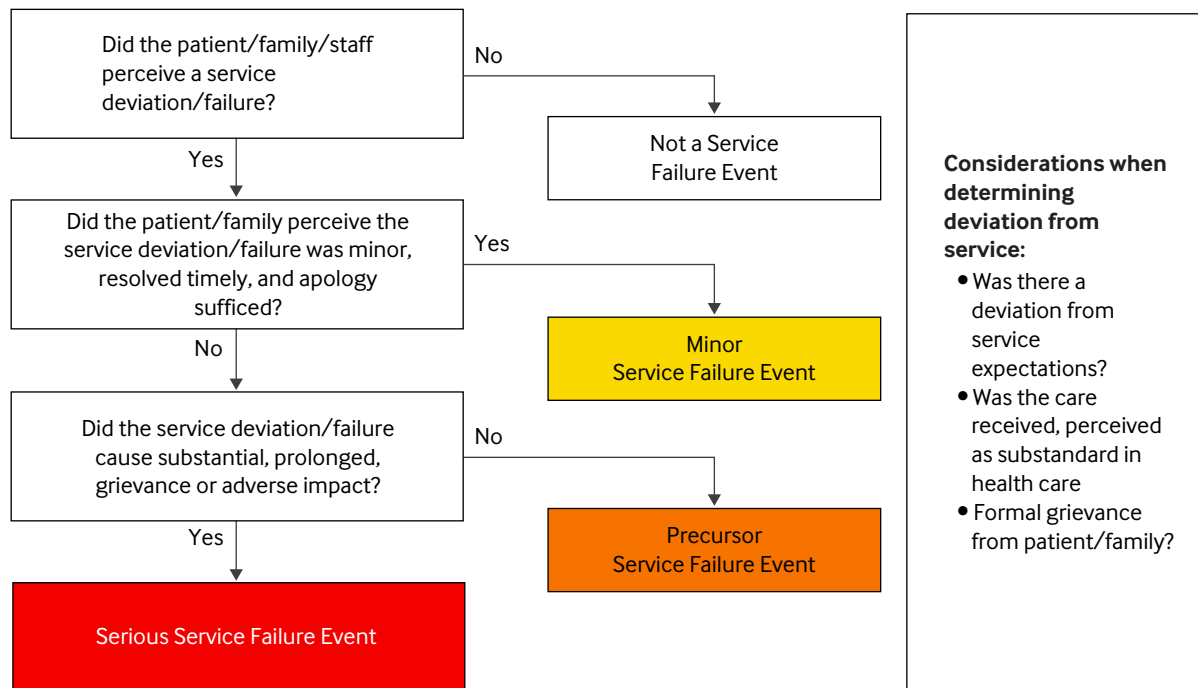 Did the patient/family/staff
perceive a service
deviation/failure?
No
Not a Service
Failure Event
Yes
Did the patient/family perceive the
service deviation/failure was minor,
resolved timely, and apology
sufficed?
Yes
Minor
Service Failure Event
No
Did the service deviation/failure
cause substantial, prolonged,
grievance or adverse impact?
No
Precursor
Service Failure Event
Yes
Serious Service Failure Event
Considerations when
determining
deviation from
service:
• Was there a
deviation from
service
expectations?
• Was the care
received, perceived
as substandard in
health care
• Formal grievance
from patient/family?